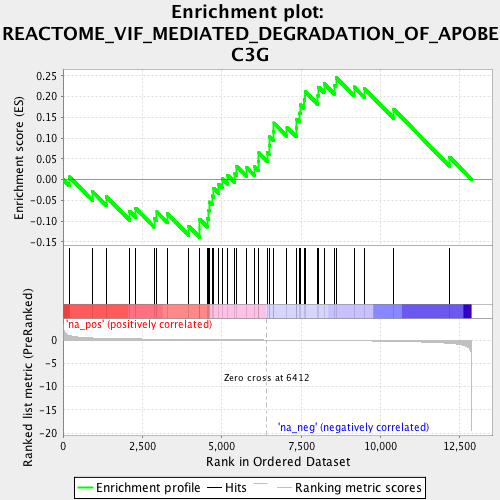 Enrichment plot:
REACTOME_VIF_MEDIATED_DEGRADATION_OF_APOBE
C3G
Enrichment score (ES)
0.25
0.20
0.15
0.10
0.05
0.00
-0.05
-0.10
-0.15
'na_pos' (positively correlated)
Ranked list metric (PreRanked)
0
-5
-10
-15
-20
Zero cross at 6412
'na_neg' (negatively correlated)
0
2,500
5,000
7,500
10,000
12,500
Rank in Ordered Dataset
Enrichment profile
Hits
Ranking metric scores